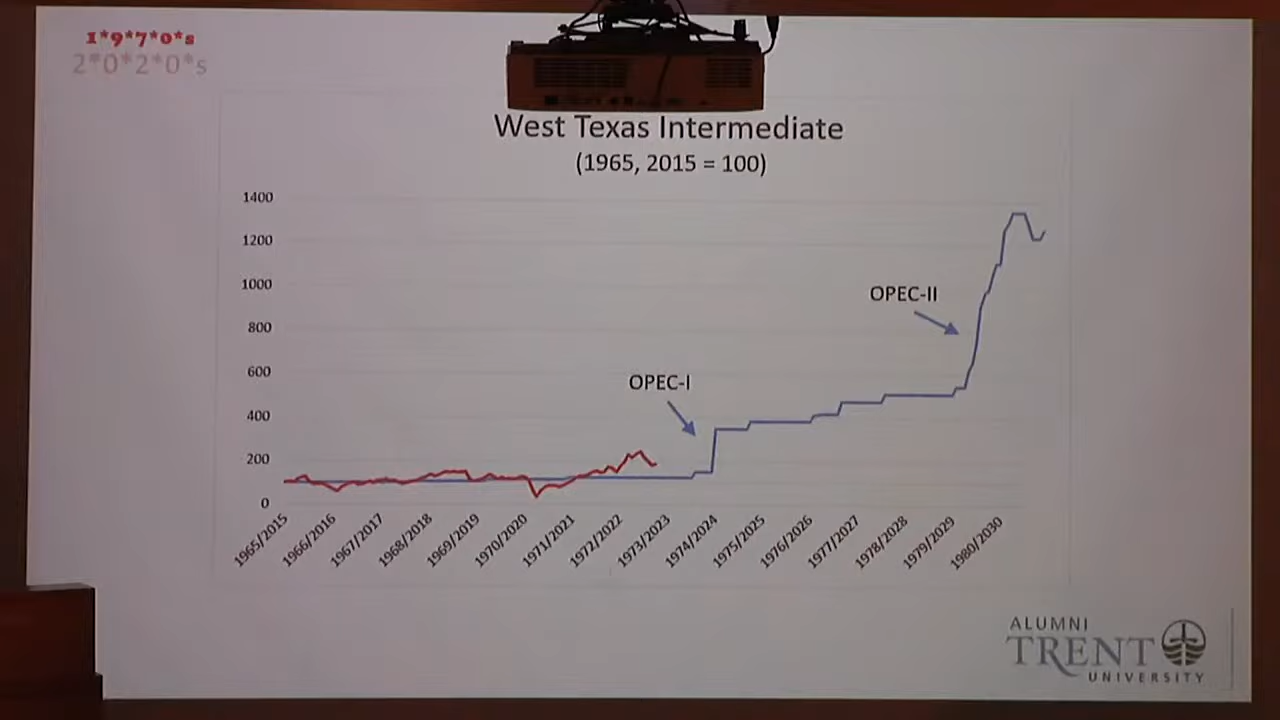 1*9*7*0*s
2*0*2*0*s
West Texas Intermediate
(1965, 2015 = 100)
1400
1200
1000
800
600
400
200
0
OPEC-I
OPEC-II
1965/2015
1966/2016
1967/2017
1968/2018
1969/2019
1970/2020
1971/2021
1972/2022
1973/2023
1974/2024
1975/2025
1976/2026
1977/2027
1978/2028
1979/2029
1980/2030
ALUMNI
TRENT
UNIVERSITY